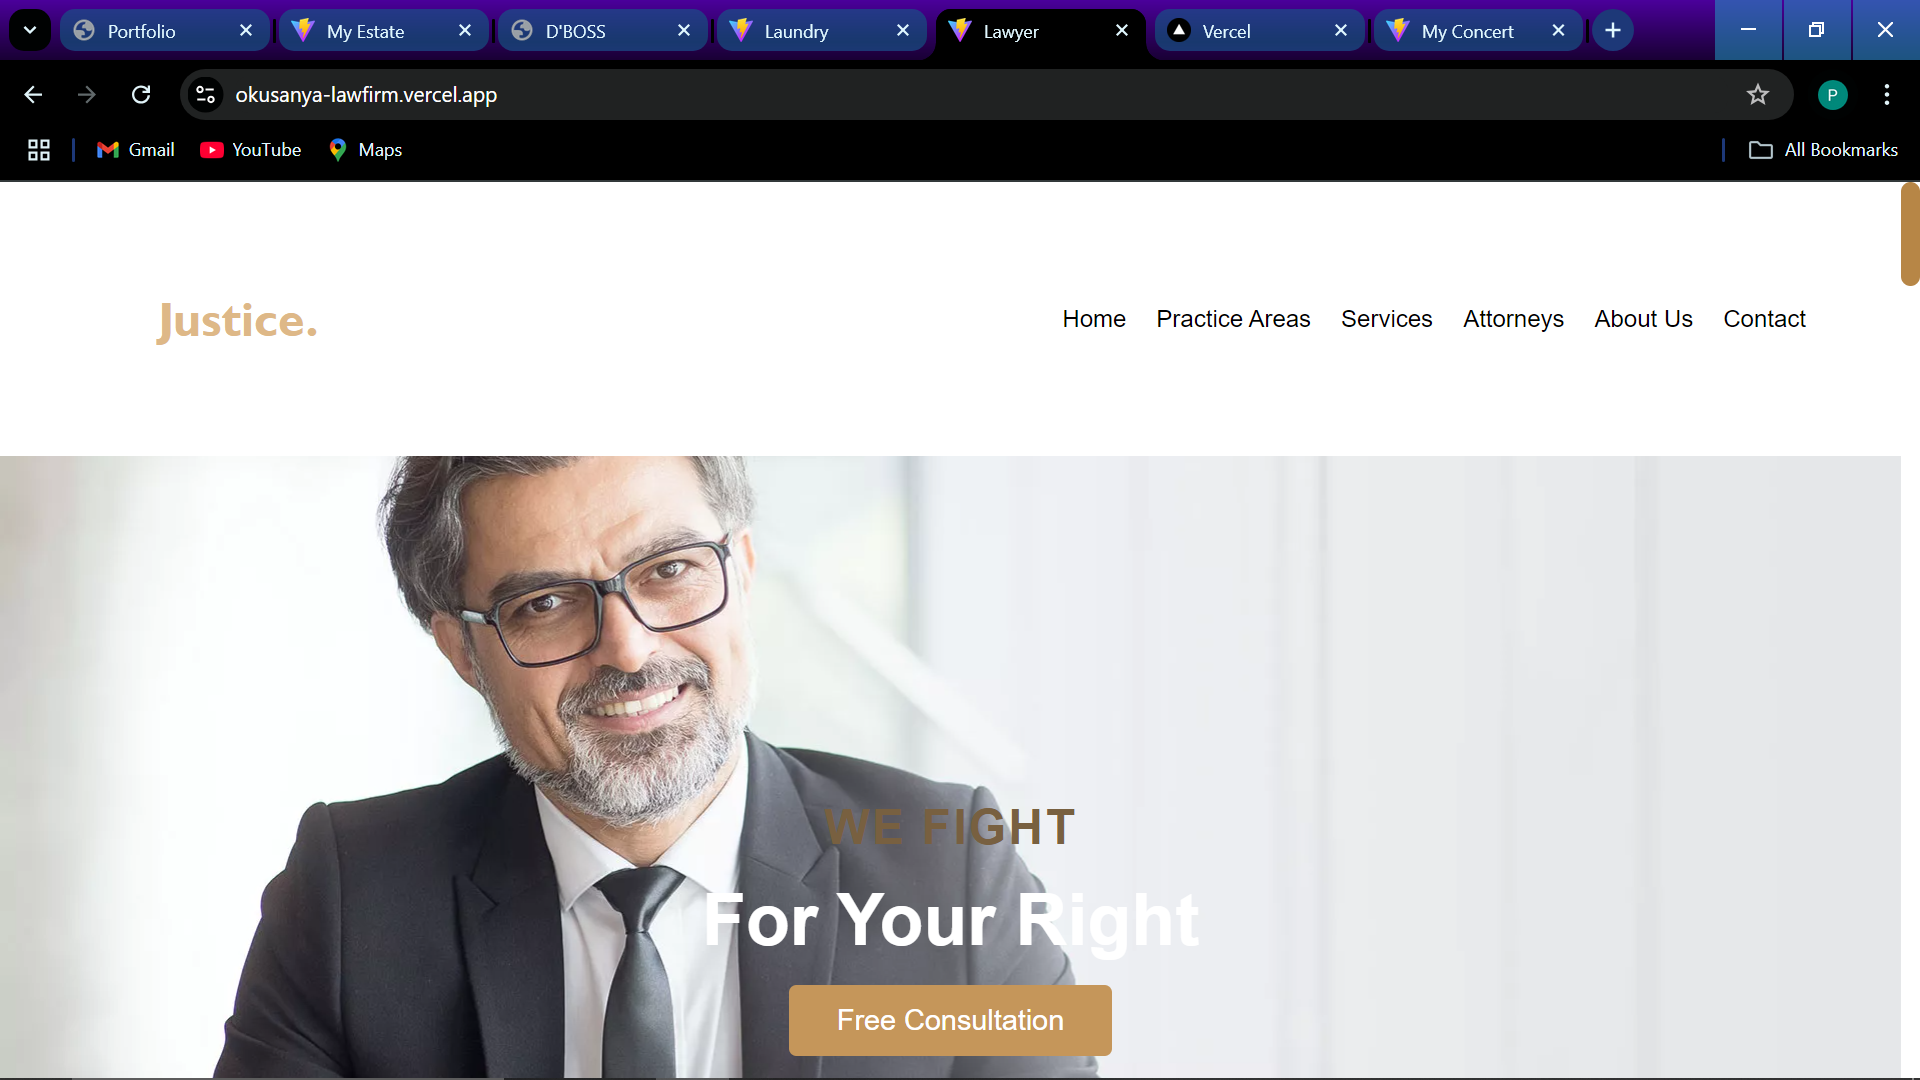 Portfolio My Estate D'BOSS Laundry Lawyer Vercel My Concert
okusanya-lawfirm.vercel.app P
Gmail YouTube Maps All Bookmarks
Justice. Home Practice Areas Services Attorneys About Us Contact
WE FIGHT
For Your Right
Free Consultation